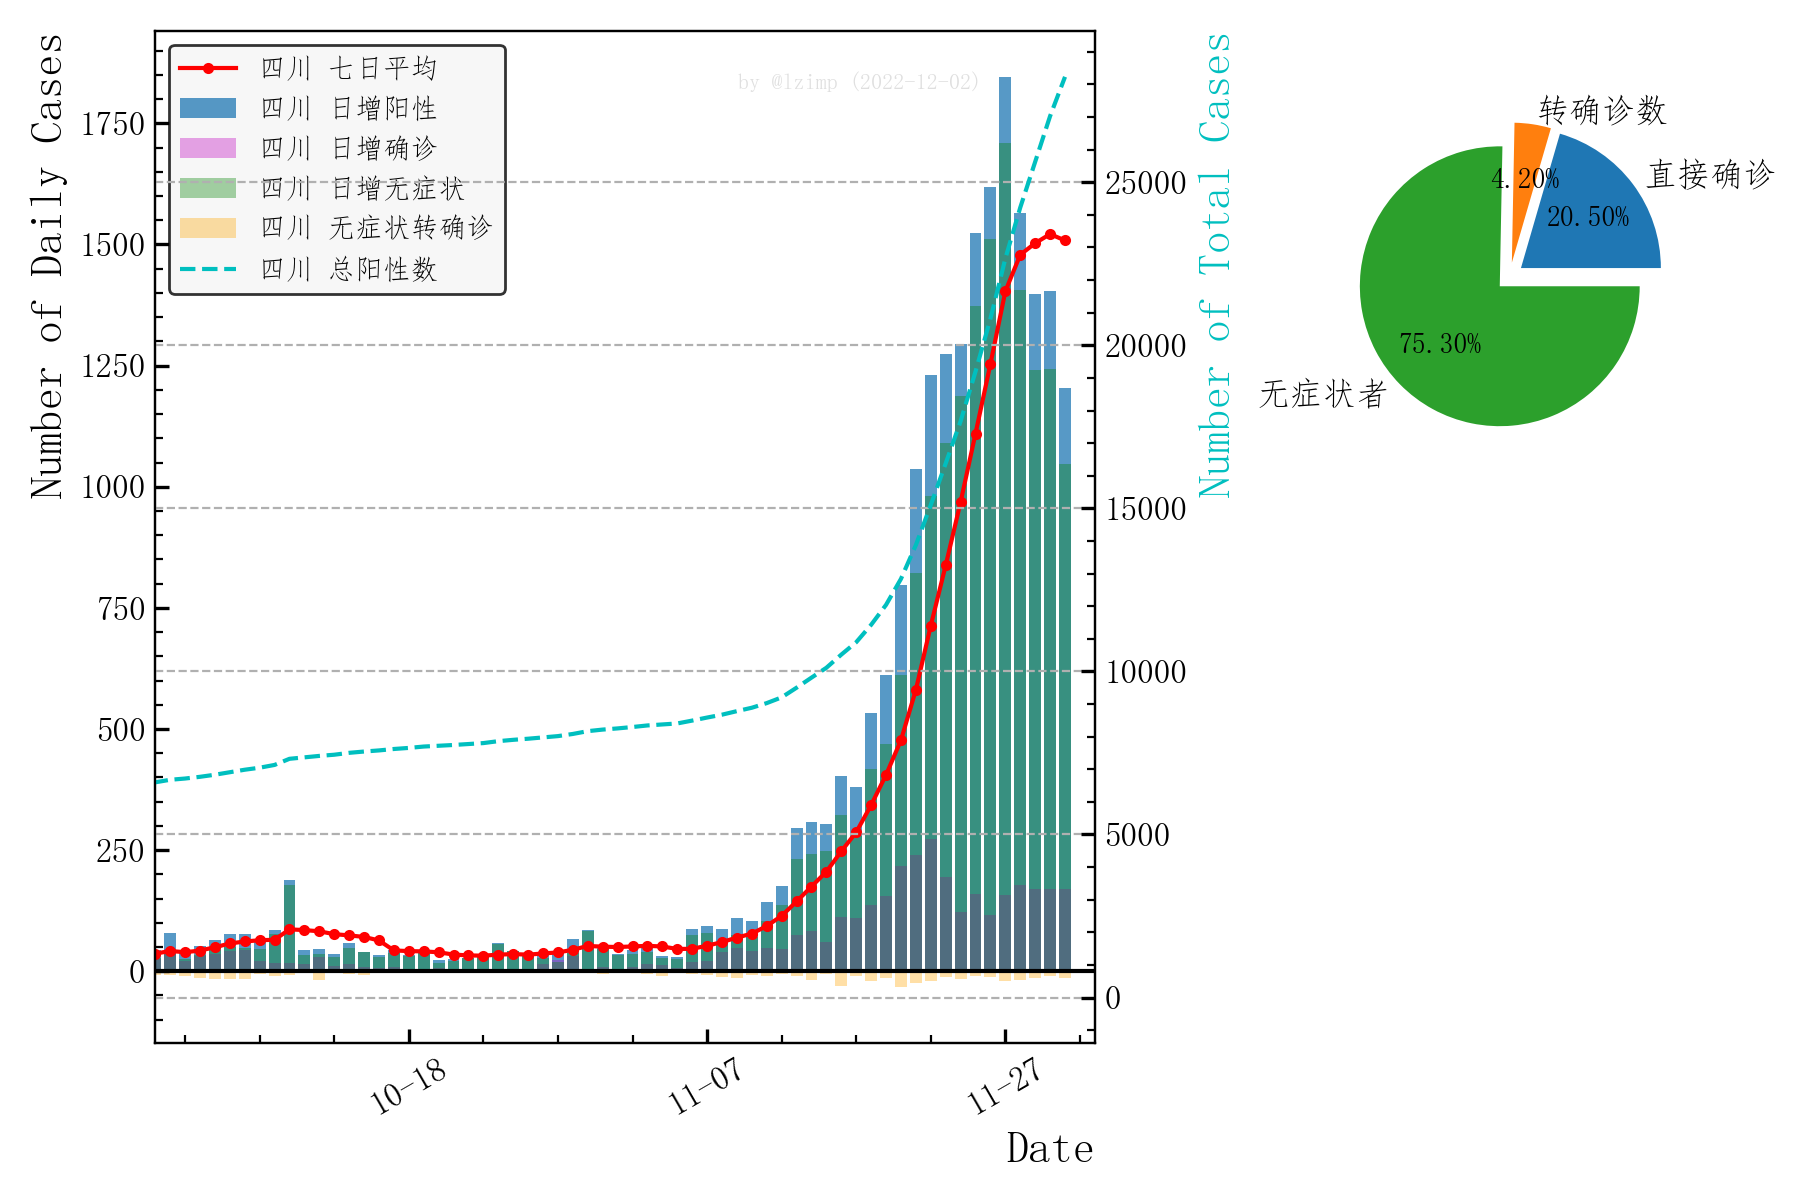 Number of Daily Cases
1750
1500
1250
1000
750
500
250
0
四川 七日平均
四川 日增阳性
四川 日增确诊
四川 日增无症状
四川 无症状转确诊
四川 总阳性数
by @lzimp (2022-12-02)
10-18
11-07
11-27
Date
25000
20000
15000
10000
5000
0
Number of Total Cases
转确诊数
4.20%
直接确诊
20.50%
75.30%
无症状者